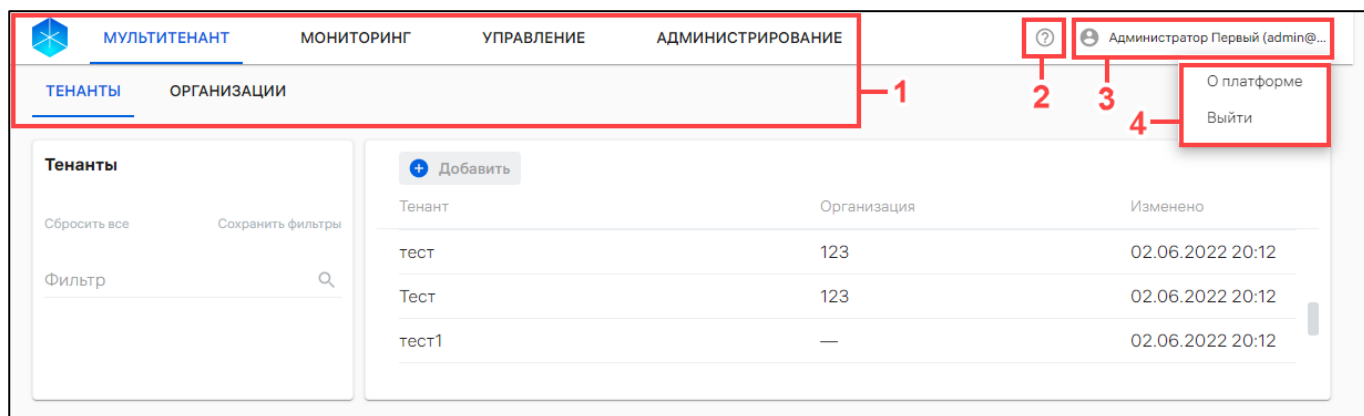 МУЛЬТИТЕНАНТ МОНИТОРИНГ УПРАВЛЕНИЕ АДМИНИСТРИРОВАНИЕ Администратор Первый (admin@...
ТЕНАНТЫ ОРГАНИЗАЦИИ
1
2
3
4
О платформе
Выйти
Тенанты
Сбросить все Сохранить фильтры
Фильтр
Добавить
Тенант Организация Изменено
тест 123 02.06.2022 20:12
Тест 123 02.06.2022 20:12
тест1 — 02.06.2022 20:12